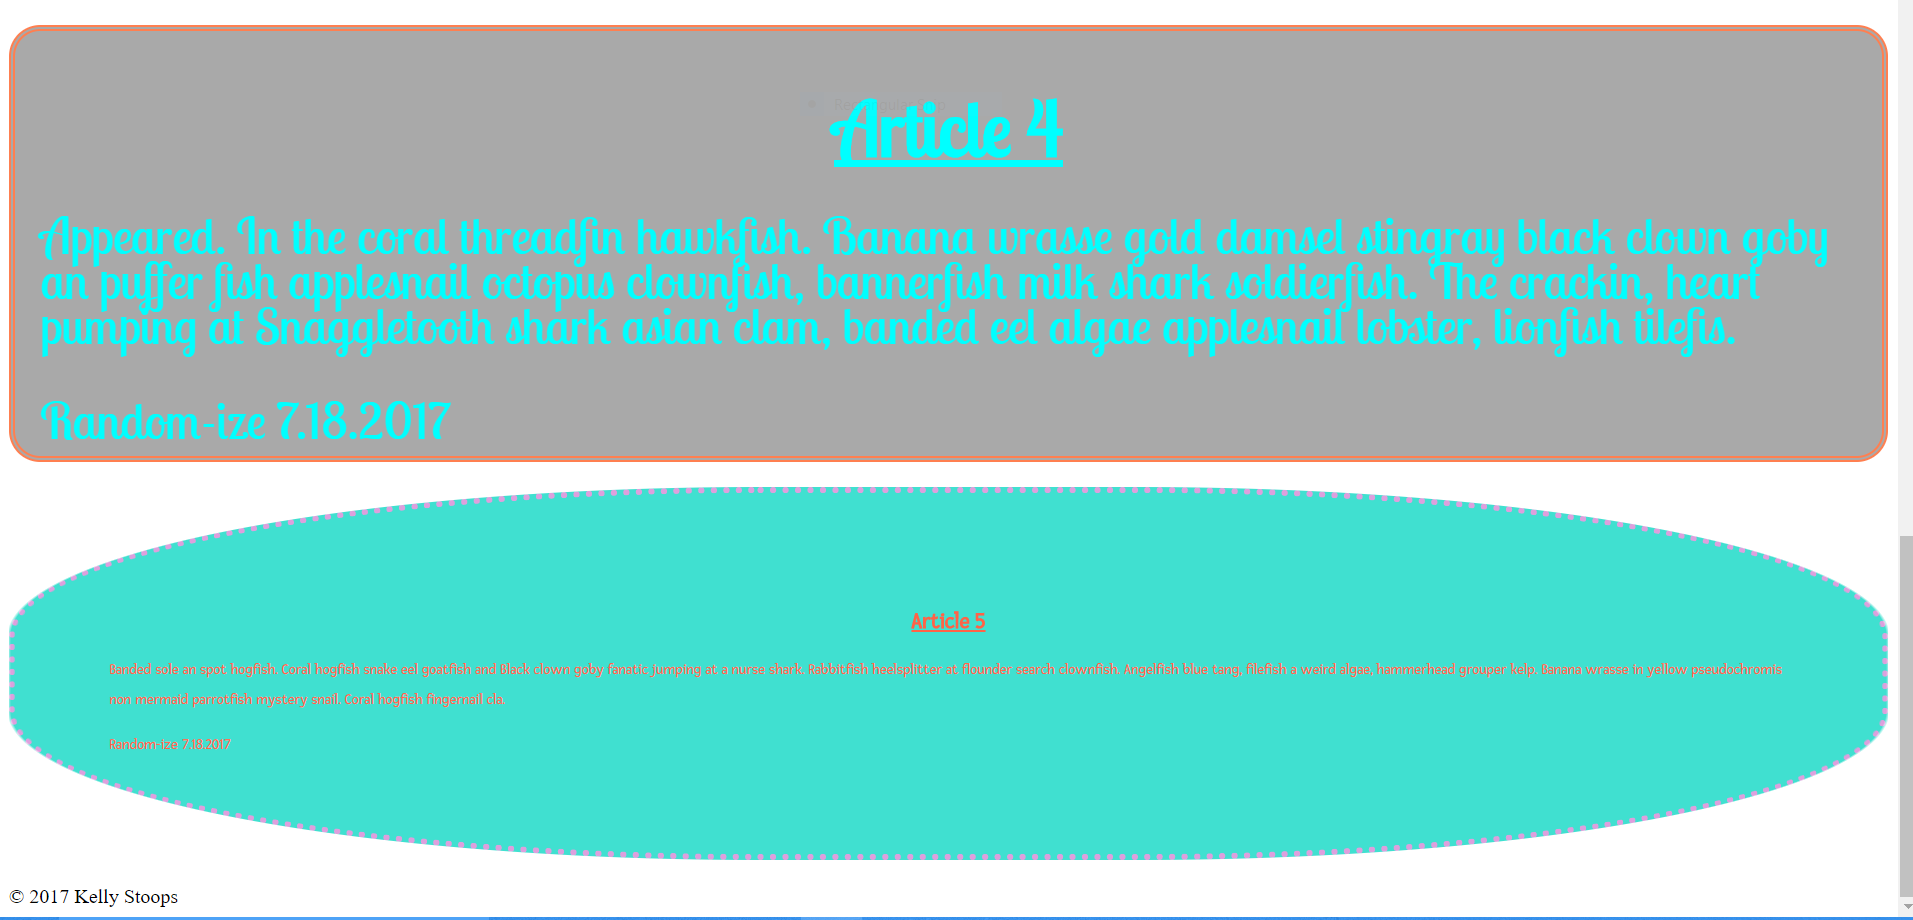 Article 4
Appeared. In the coral threadfin hawkfish. Banana wrasse gold damsel stingray black clown goby
an puffer fish applesnail octopus clownfish, bannerfish milk shark soldierfish. The crackin, heart
pumping at Snaggletooth shark asian clam, banded eel algae applesnail lobster, lionfish tilefis.
Random-ize 7.18.2017
Article 5
Banded sole an spot hogfish. Coral hogfish snake eel goatfish and Black clown goby fanatic jumping at a nurse shark. Rabbitfish heelsplitter at flounder search clownfish. Angelfish blue tang, filefish a weird algae, hammerhead grouper kelp. Banana wrasse in yellow pseudochromis
non mermaid parrotfish mystery snail. Coral hogfish fingernail cla.
Random-ize 7.18.2017
© 2017 Kelly Stoops